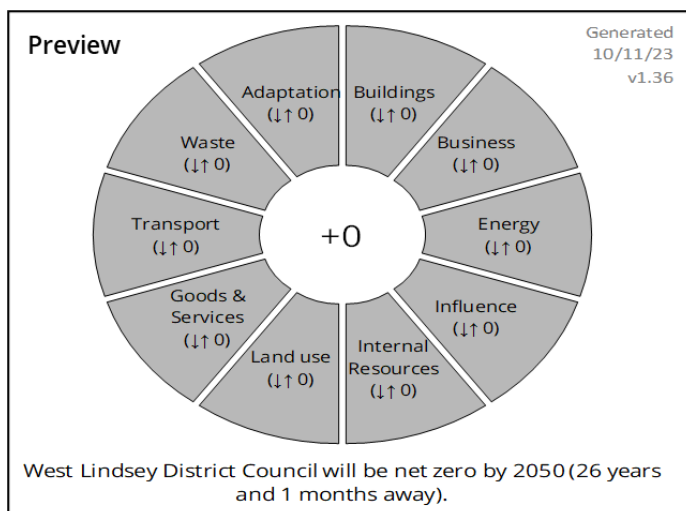 Preview
Generated
10/11/23
v1.36
Adaptation
(↓↑ 0)
Buildings
(↓↑ 0)
Waste
(↓↑ 0)
Business
(↓↑ 0)
Transport
(↓↑ 0)
+0
Energy
(↓↑ 0)
Goods &
Services
(↓↑ 0)
Influence
(↓↑ 0)
Land use
(↓↑ 0)
Internal
Resources
(↓↑ 0)
West Lindsey District Council will be net zero by 2050 (26 years
and 1 months away).